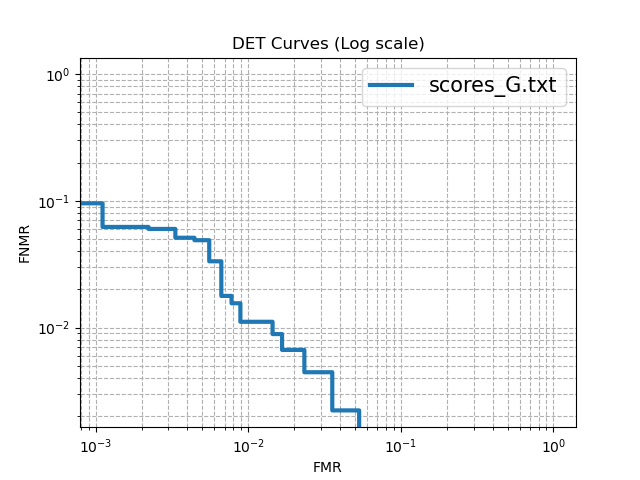 DET Curves (Log scale)
scores_G.txt
10⁰
10⁻¹
10⁻²
FNMR
10⁻³
10⁻²
10⁻¹
10⁰
FMR